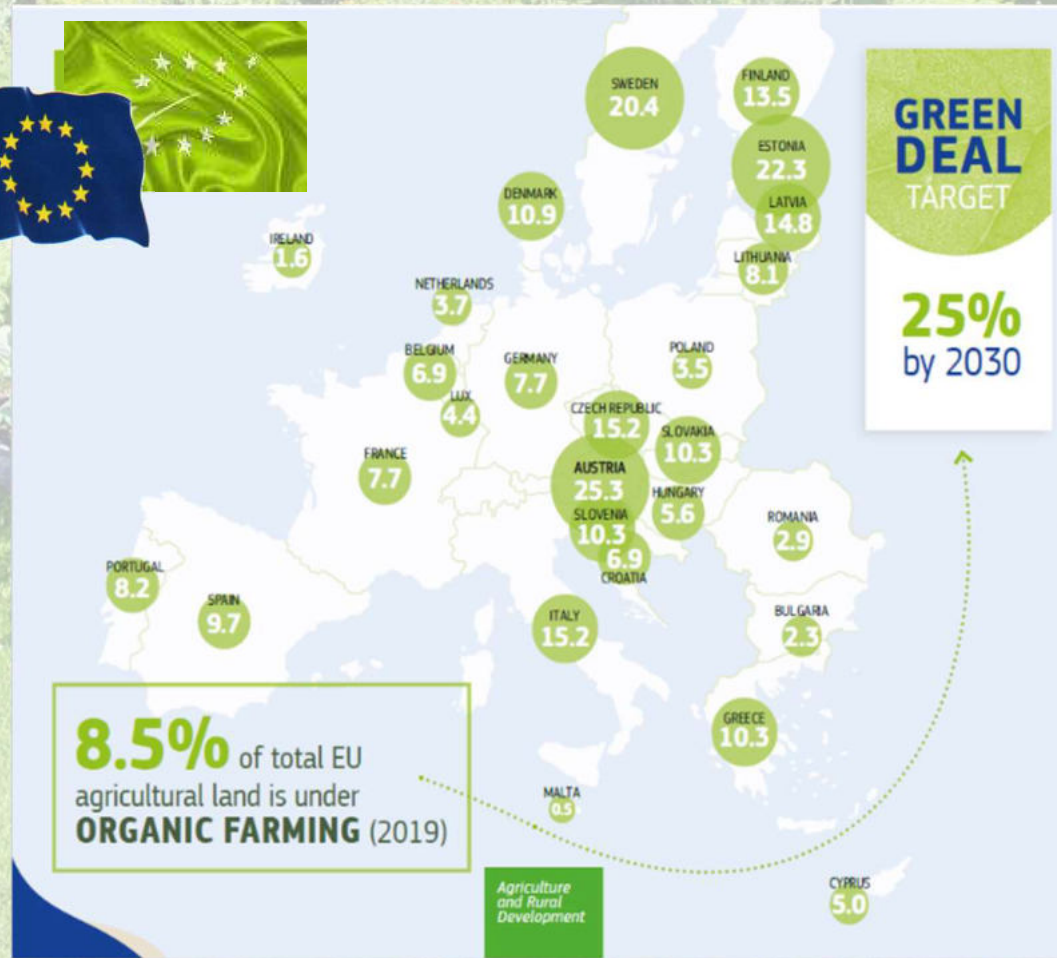 SWEDEN
20.4
FINLAND
13.5
GREEN
DEAL
TÁRGET
25%
by 2030
ESTONIA
22.3
DENMARK
10.9
LATVIA
14.8
IRELAND
1.6
LITHUANIA
8.1
NETHERLANDS
3.7
BELGIUM
6.9
GERMANY
7.7
POLAND
3.5
LUX
4.4
CZECH REPUBLIC
15.2
SLOVAKIA
10.3
FRANCE
7.7
AUSTRIA
25.3
HUNGARY
5.6
SLOVENIA
10.3
6.9
CROATIA
ROMANIA
2.9
PORTUGAL
8.2
SPAIN
9.7
ITALY
15.2
BULGARIA
2.3
GREECE
10.3
MALTA
0.5
CYPRUS
5.0
8.5% of total EU
agricultural land is under
ORGANIC FARMING (2019)
Agriculture
and Rural
Development